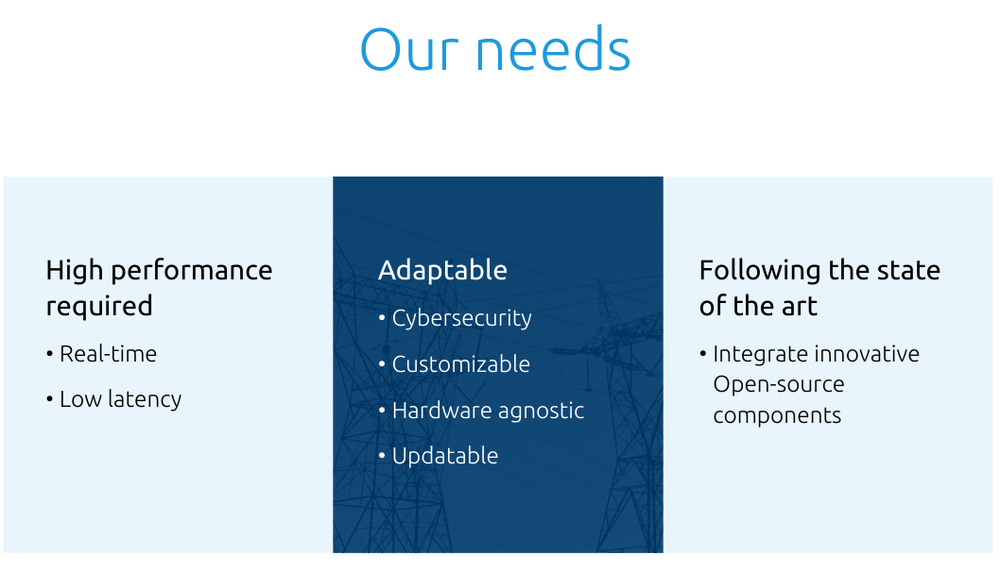 Our needs
High performance
required
• Real-time
• Low latency
Adaptable
• Cybersecurity
• Customizable
• Hardware agnostic
• Updatable
Following the state
of the art
• Integrate innovative
Open-source
components